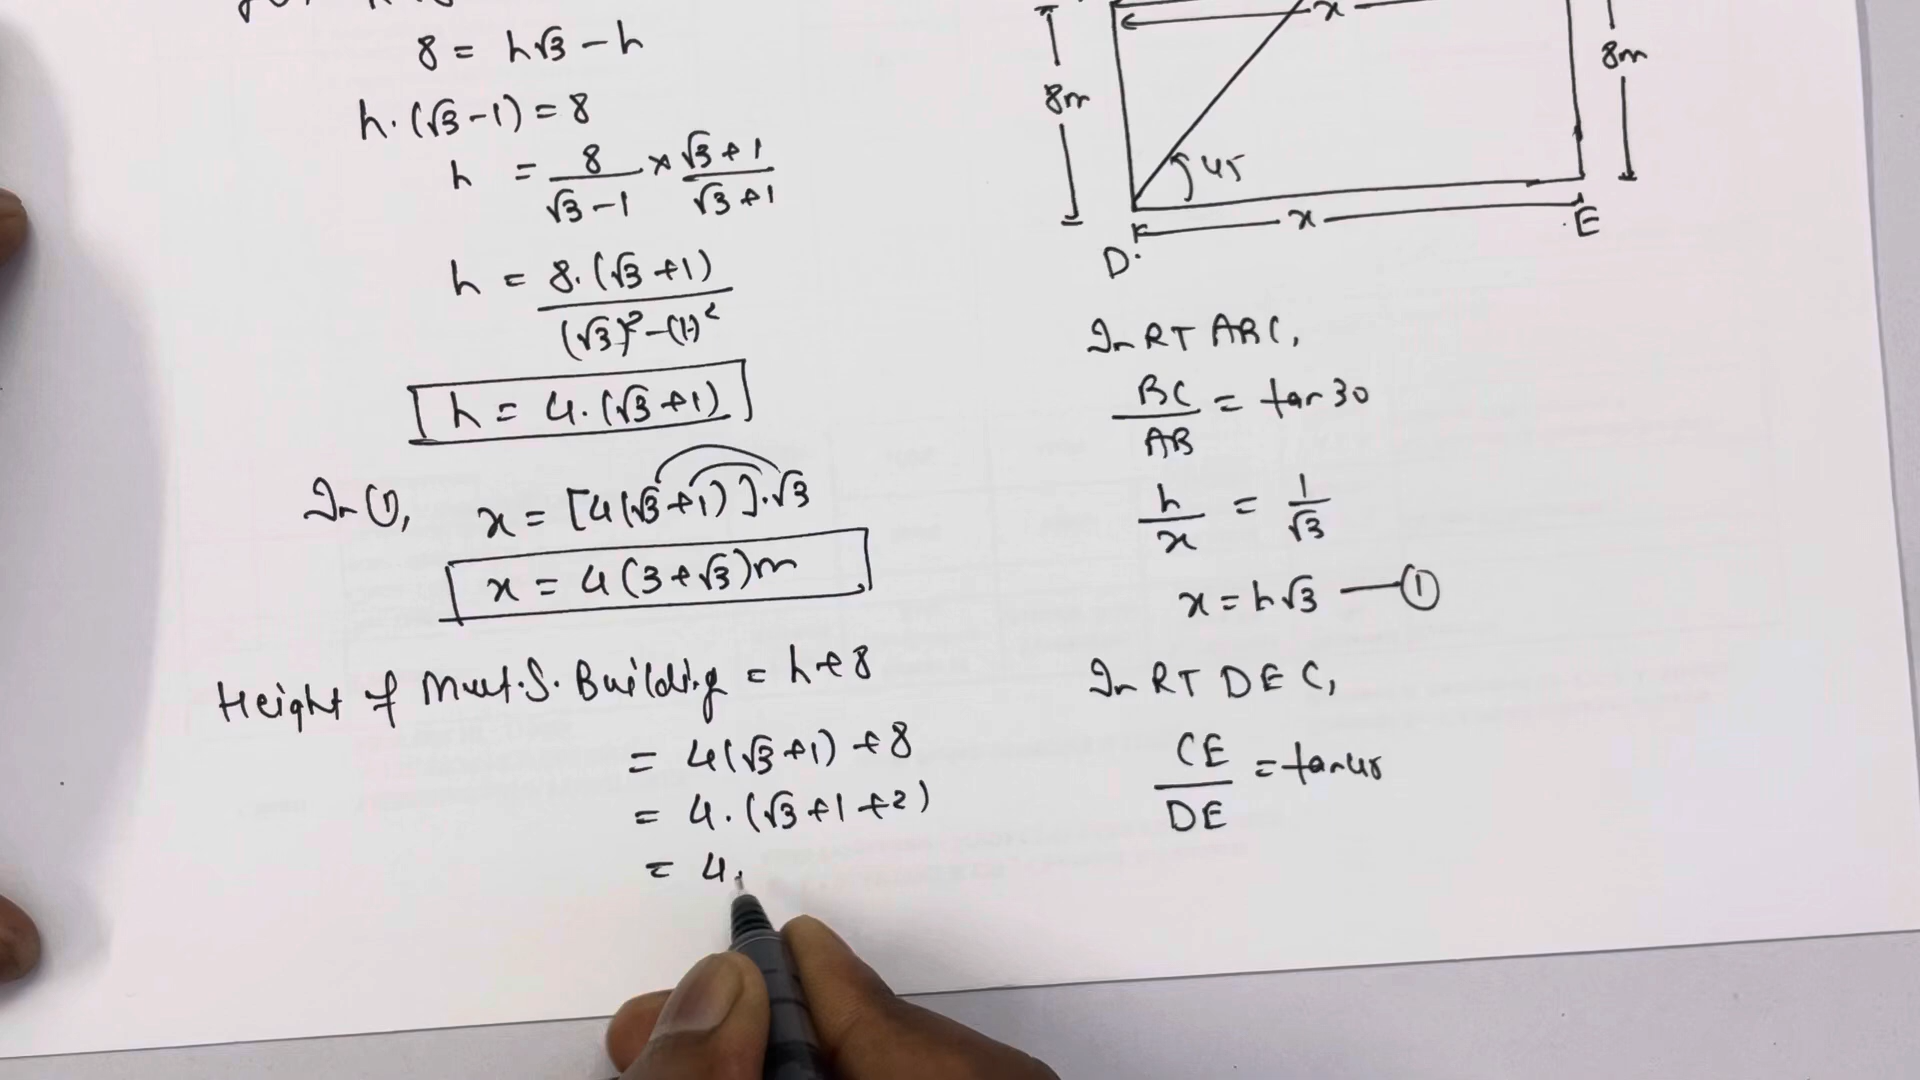 8 = h√3 - h
h.(√3-1) = 8
h = 8/(√3-1) × (√3+1)/(√3+1)
h = 8.(√3+1)/((√3)²-(1)²)
h = 4.(√3+1)
In ①, x = [4(√3+1)].√3
x = 4(3+√3)m
Height of Mult.S. Building = h+8
= 4(√3+1) +8
= 4.(√3+1+2)
= 4.
x
8m
8m
45
x
D.
E
In RT ABC,
BC/AB = tan30
h/x = 1/√3
x = h√3 — ①
In RT DEC,
CE/DE = tan45